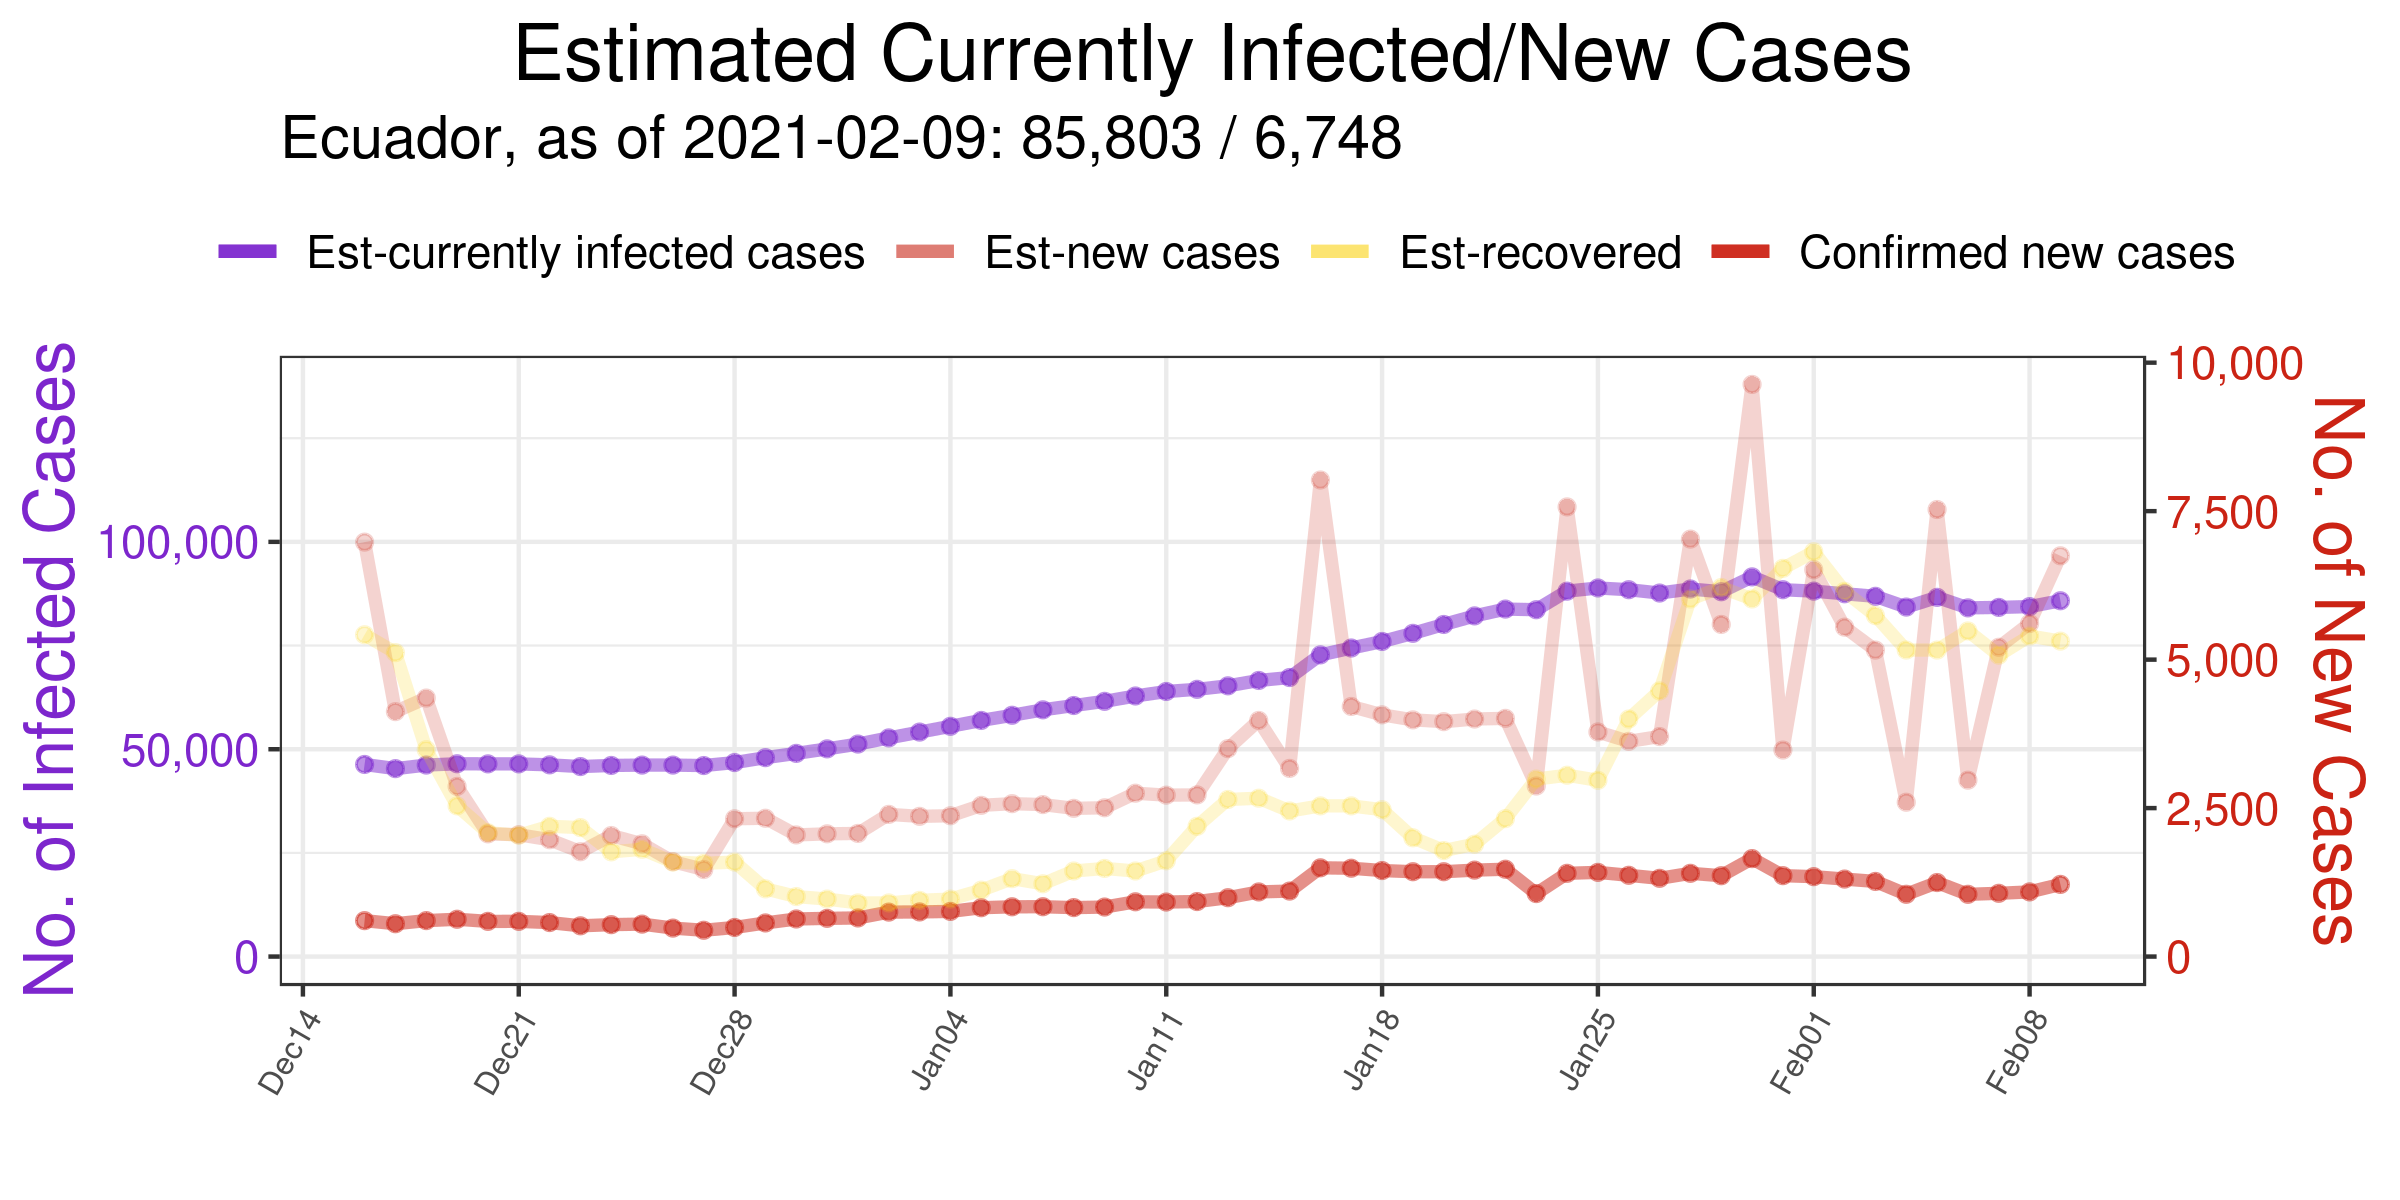 Estimated Currently Infected/New Cases
Ecuador, as of 2021-02-09: 85,803 / 6,748
Est-currently infected cases Est-new cases Est-recovered Confirmed new cases
No. of Infected Cases
100,000
50,000
0
10,000
7,500
5,000
2,500
0
No. of New Cases
Dec14 Dec21 Dec28 Jan04 Jan11 Jan18 Jan25 Feb01 Feb08